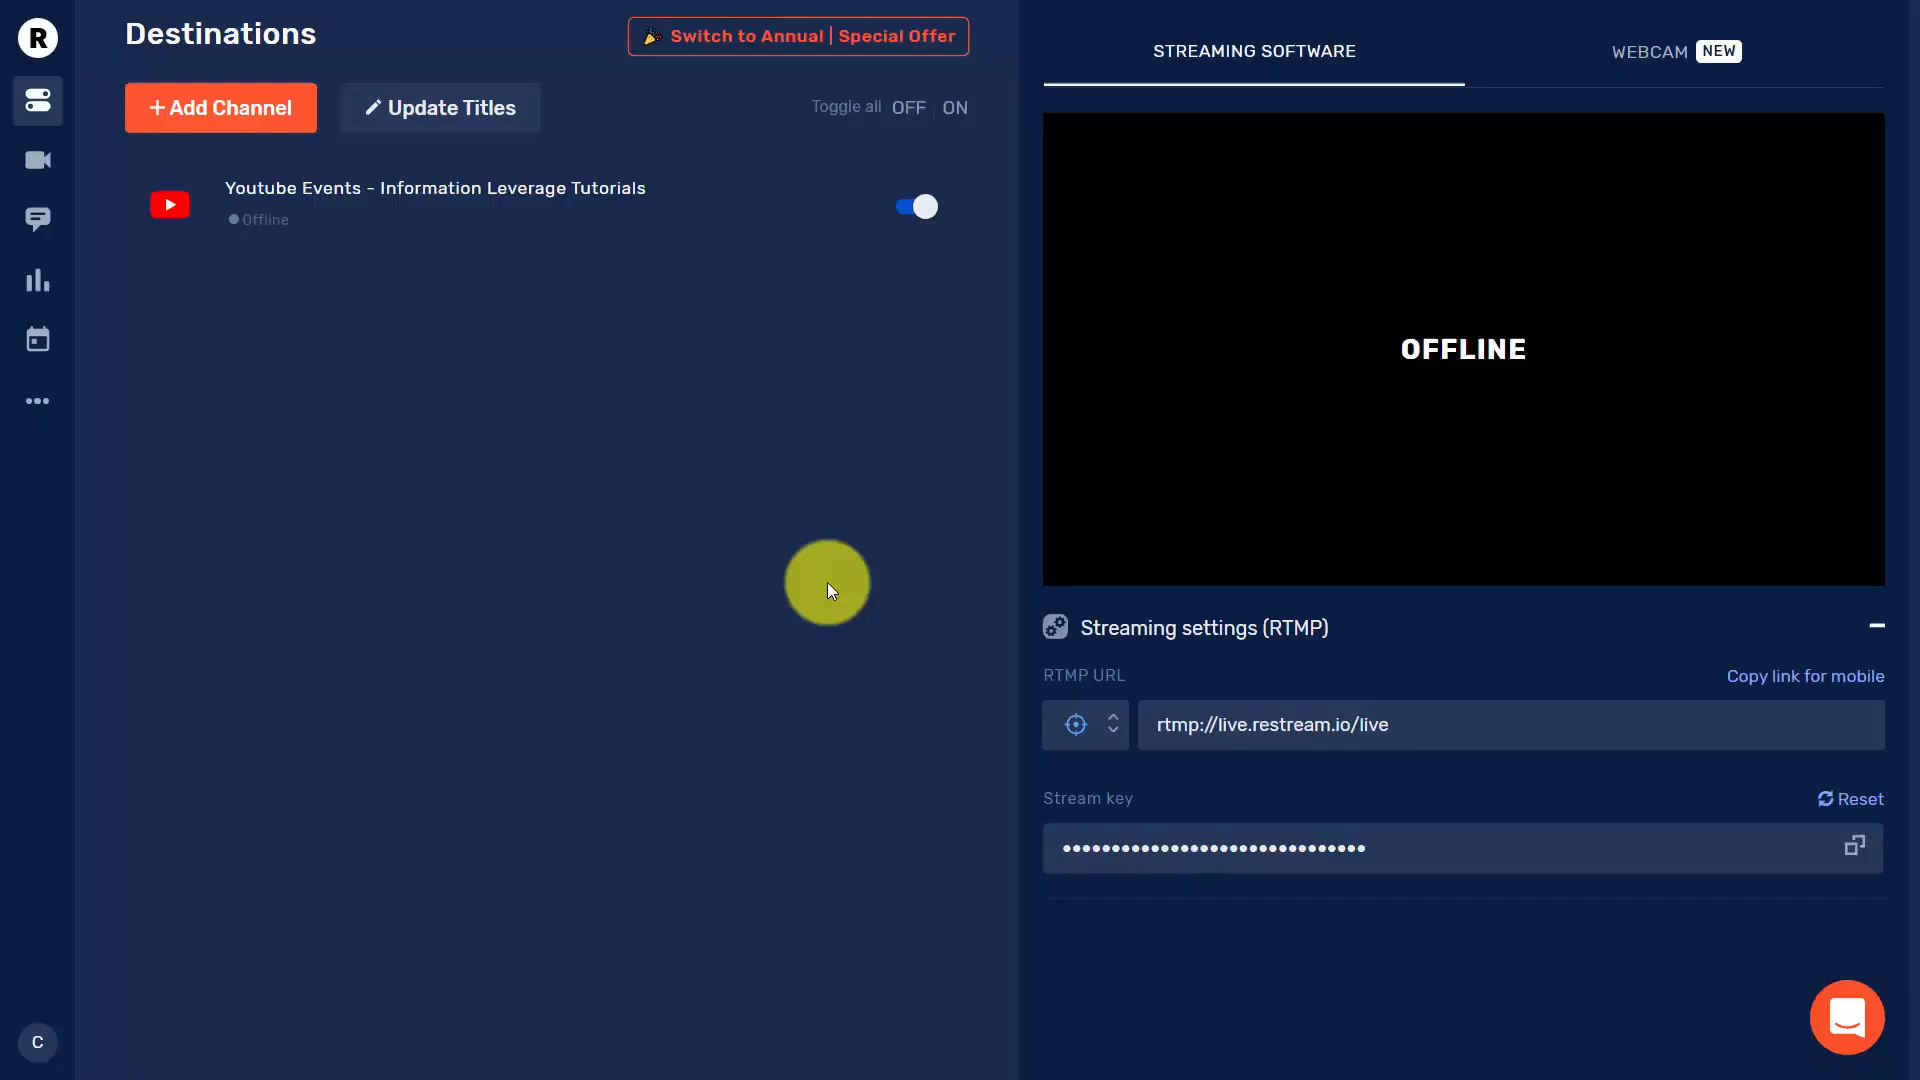 R
Destinations
Switch to Annual | Special Offer
+ Add Channel
Update Titles
Toggle all OFF ON
Youtube Events - Information Leverage Tutorials
Offline
C
STREAMING SOFTWARE
WEBCAM NEW
OFFLINE
Streaming settings (RTMP)
RTMP URL
Copy link for mobile
rtmp://live.restream.io/live
Stream key
Reset
•••••••••••••••••••••••••••••••